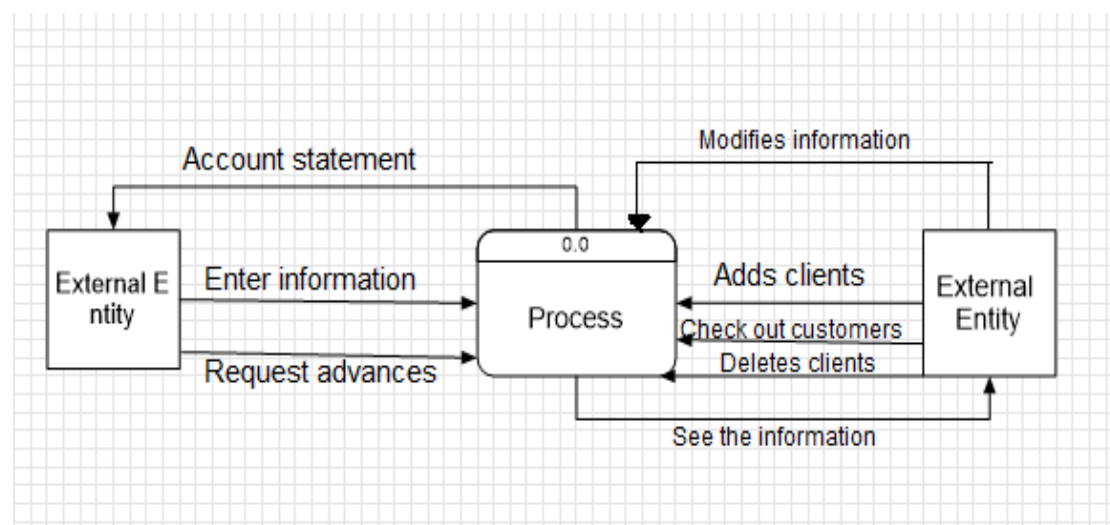 Modifies information
Account statement
0.0
External E
ntity
Enter information
Request advances
Process
Adds clients
Check out customers
Deletes clients
External
Entity
See the information